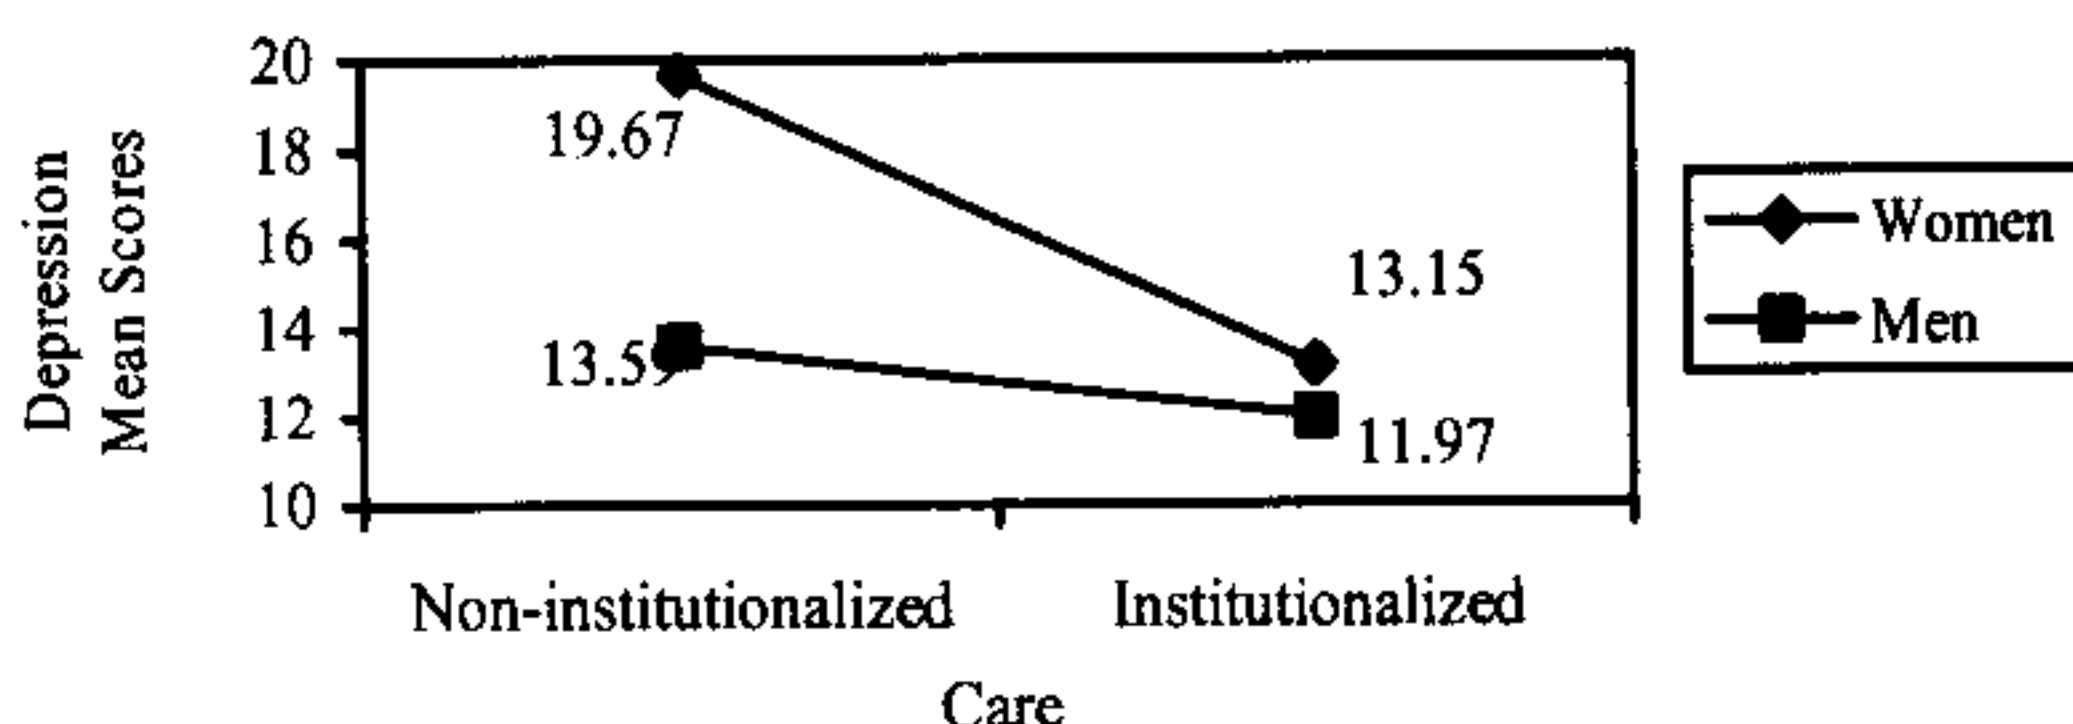 Depression
Mean Scores
20
18
16
14
12
10
19.67
13.59
13.15
11.97
Non-institutionalized
Institutionalized
Care
Women
Men